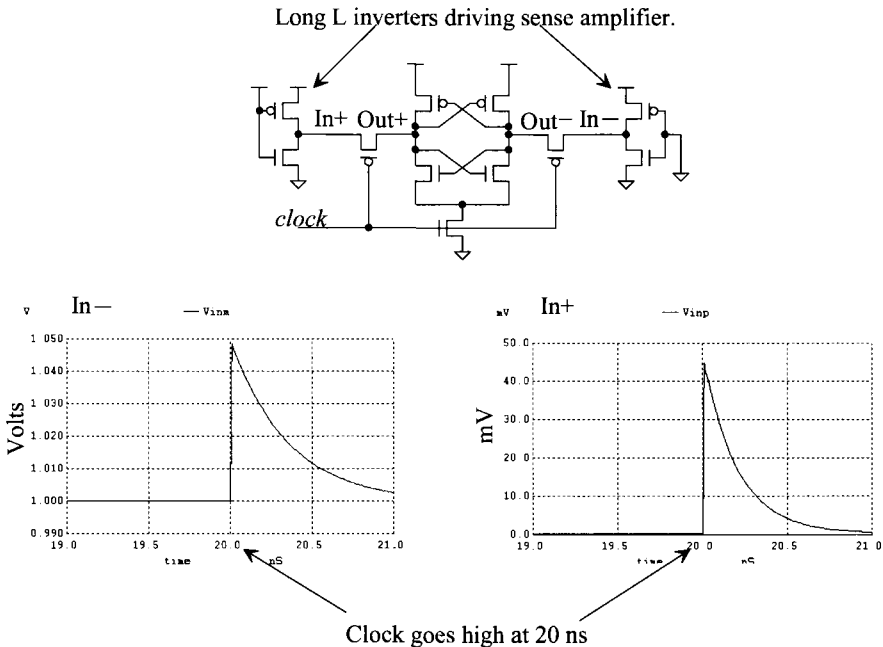 Long L inverters driving sense amplifier.
In+ Out+ Out− In−
clock
V In− — Vinm
1.050
1.040
1.030
1.020
1.010
1.000
0.990
Volts
19.0 19.5 20.0 20.5 21.0
time nS
mV In+ — Vinp
50.0
40.0
30.0
20.0
10.0
0.0
mV
19.0 19.5 20.0 20.5 21.0
time nS
Clock goes high at 20 ns